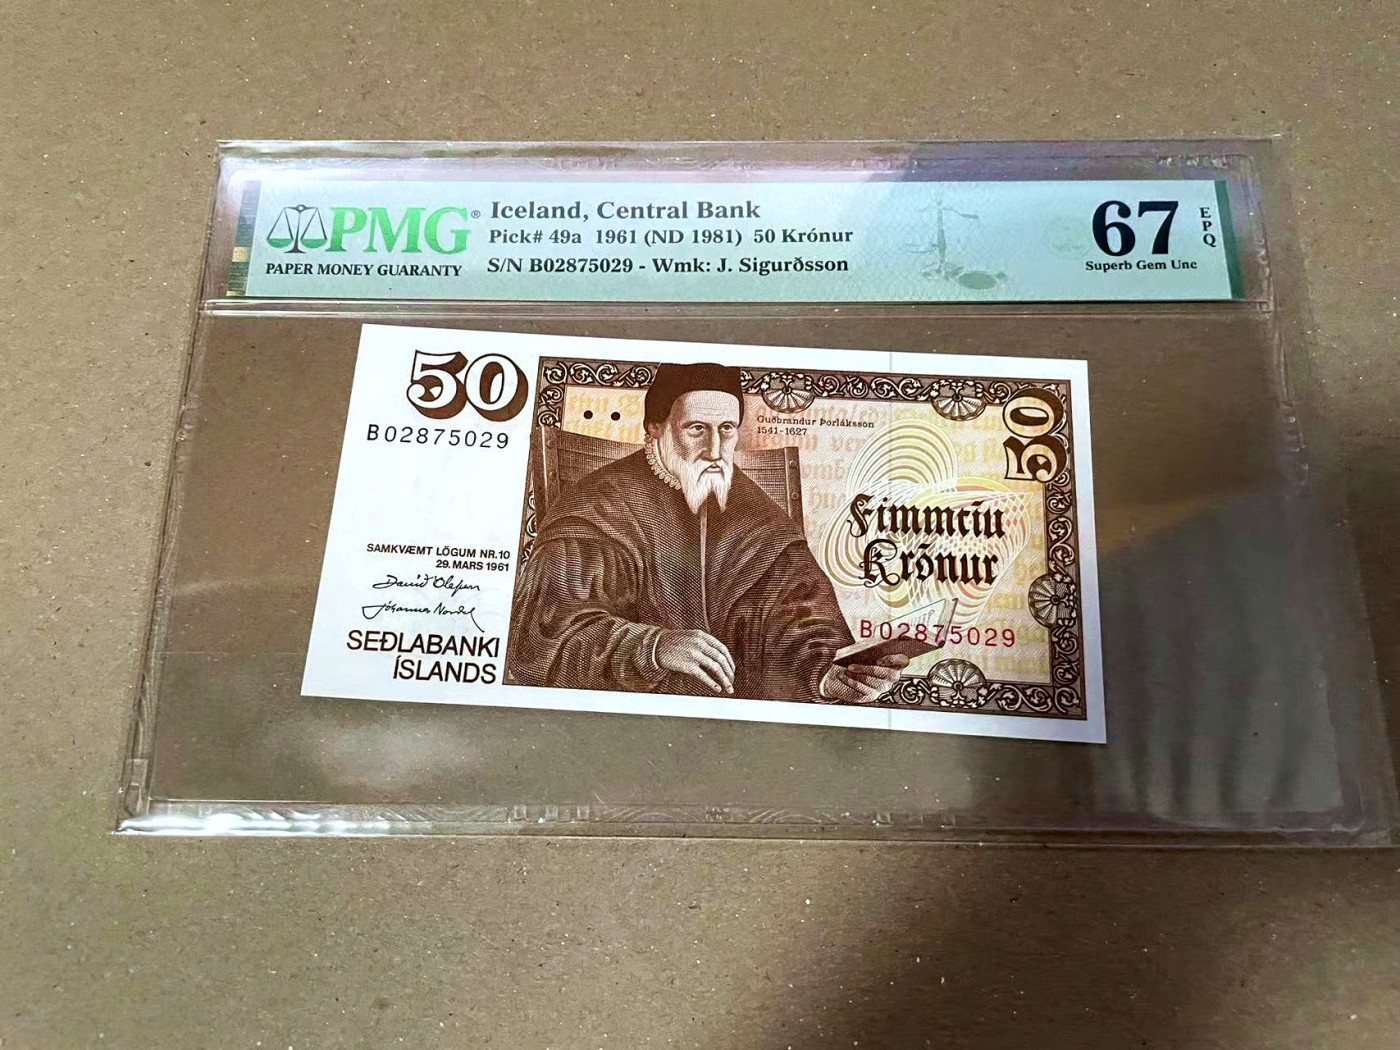 PMG®
PAPER MONEY GUARANTY
Iceland, Central Bank
Pick# 49a 1961 (ND 1981) 50 Krónur
S/N B02875029 - Wmk: J. Sigurðsson
67
EPQ
Superb Gem Unc
50
B02875029
SAMKVÆMT LÖGUM NR.10
29. MARS 1961
SEÐLABANKI
ÍSLANDS
Guðbrandur Þorláksson
1541-1627
50
Fimmtíu
Krónur
B02875029